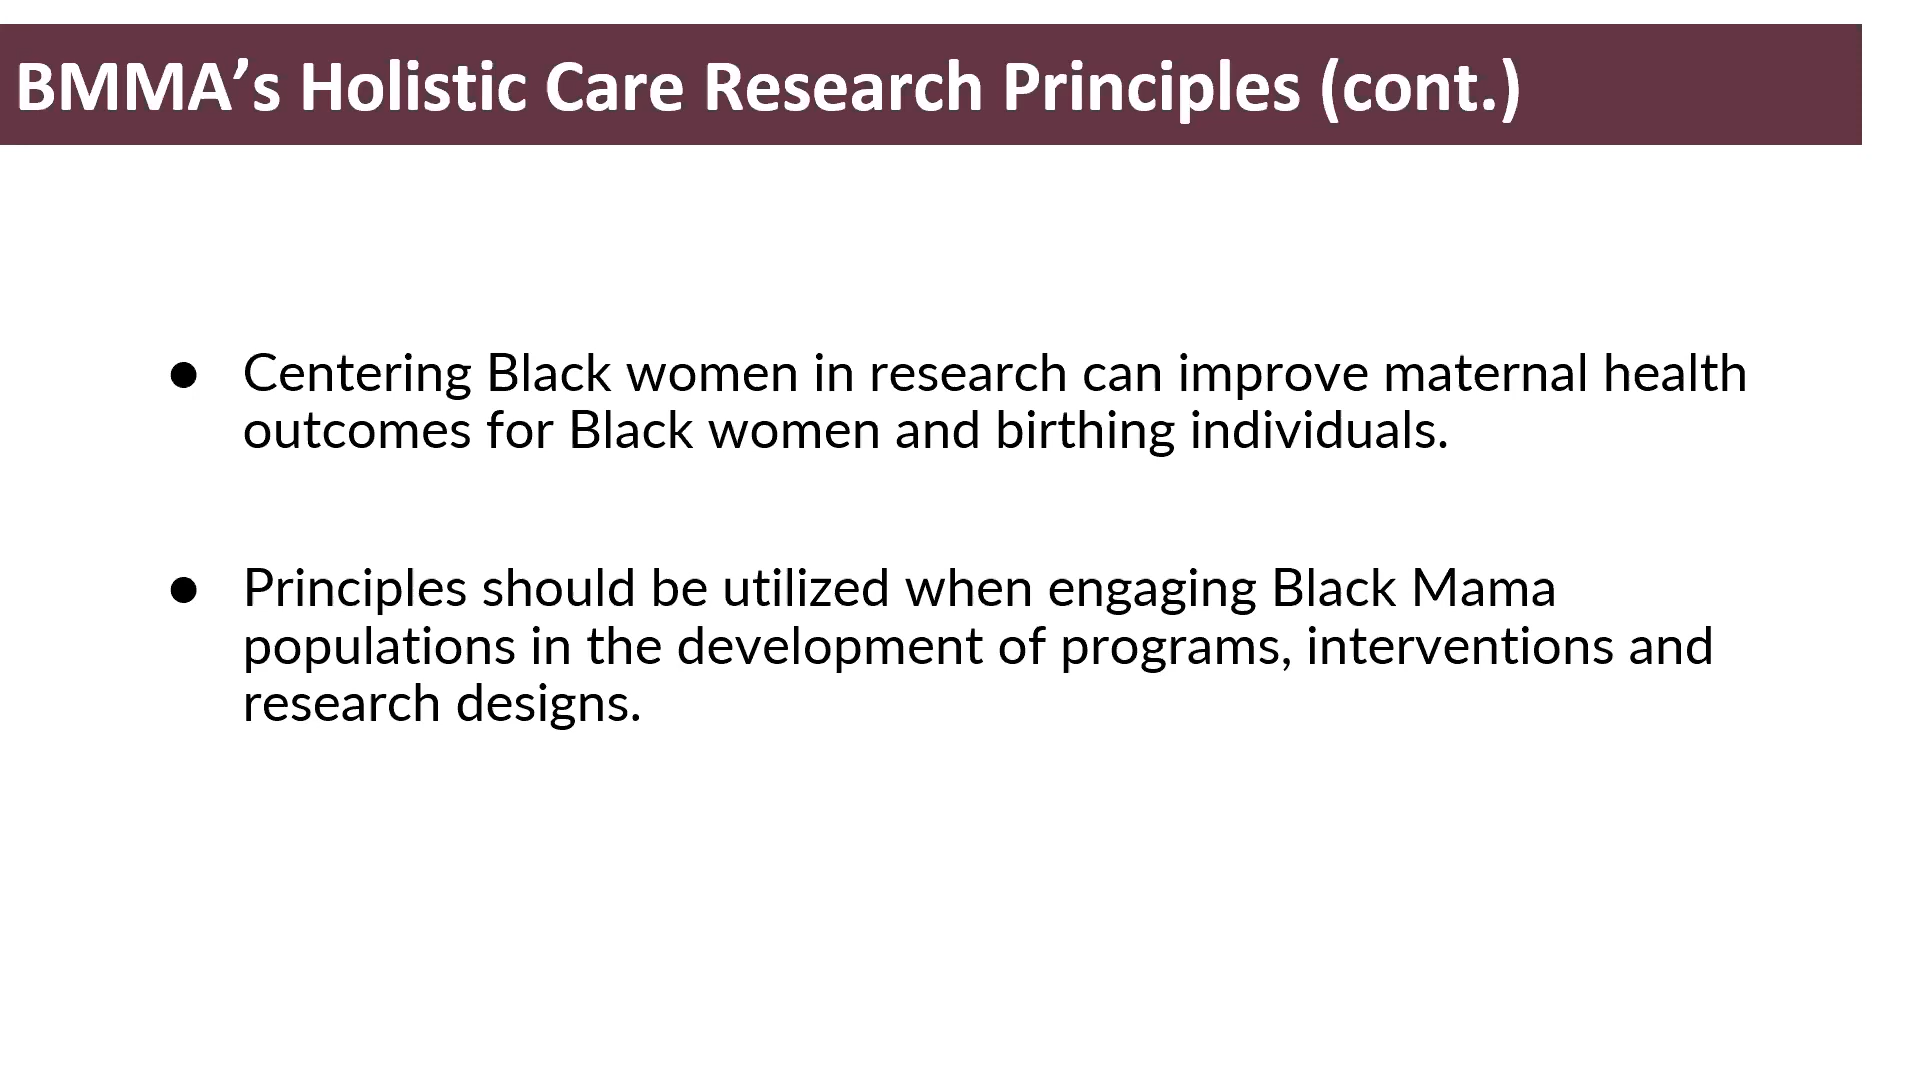 BMMA’s Holistic Care Research Principles (cont.)
● Centering Black women in research can improve maternal health
outcomes for Black women and birthing individuals.
● Principles should be utilized when engaging Black Mama
populations in the development of programs, interventions and
research designs.